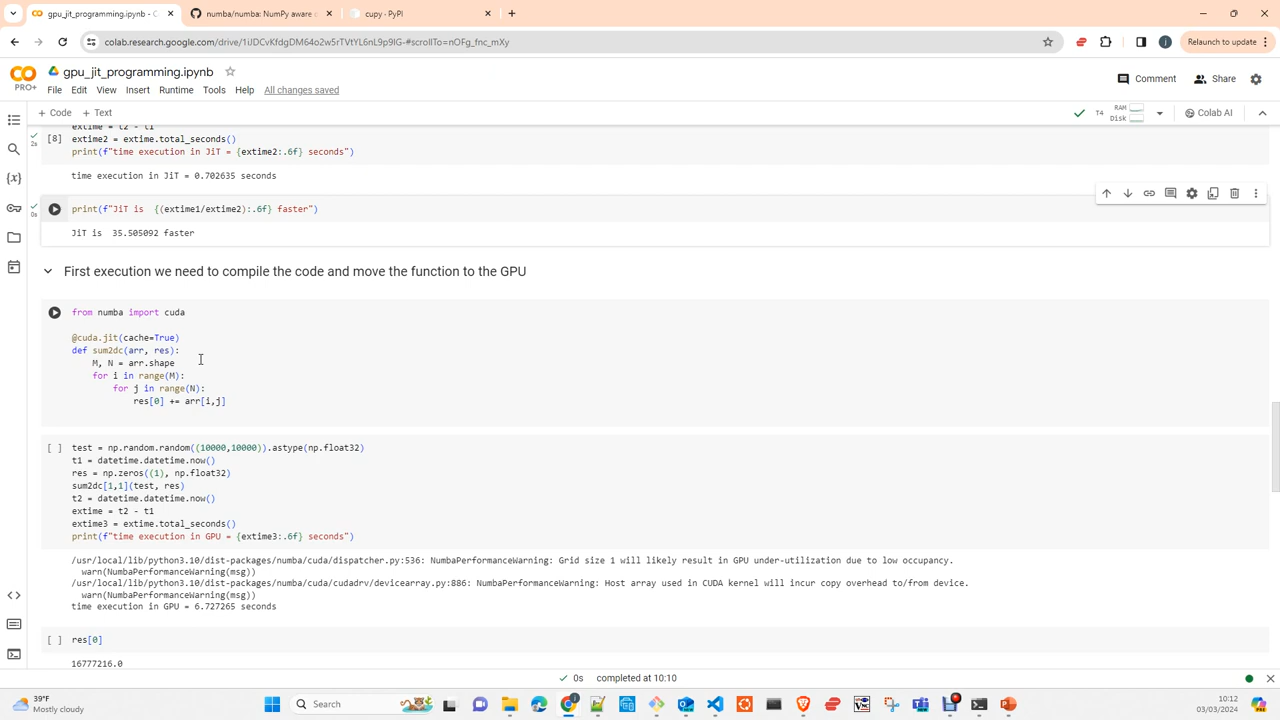 gpu_jit_programming.ipynb - C
numba/numba: NumPy aware
cupy · PyPI
colab.research.google.com/drive/1iJDCvKfdgDM64o2w5rTVtYL6nL9p9IG-#scrollTo=nOFg_fnc_mXy
Relaunch to update
gpu_jit_programming.ipynb
PRO+
File Edit View Insert Runtime Tools Help All changes saved
Comment Share
+ Code + Text
T4 RAM Disk Colab AI
extime = t2 - t1
[8] extime2 = extime.total_seconds()
2s
print(f"time execution in JiT = {extime2:.6f} seconds")
time execution in JiT = 0.702635 seconds
print(f"JiT is  {(extime1/extime2):.6f} faster")
0s
JiT is  35.505092 faster
First execution we need to compile the code and move the function to the GPU
from numba import cuda
@cuda.jit(cache=True)
def sum2dc(arr, res):
M, N = arr.shape
for i in range(M):
for j in range(N):
res[0] += arr[i,j]
[ ] test = np.random.random((10000,10000)).astype(np.float32)
t1 = datetime.datetime.now()
res = np.zeros((1), np.float32)
sum2dc[1,1](test, res)
t2 = datetime.datetime.now()
extime = t2 - t1
extime3 = extime.total_seconds()
print(f"time execution in GPU = {extime3:.6f} seconds")
/usr/local/lib/python3.10/dist-packages/numba/cuda/dispatcher.py:536: NumbaPerformanceWarning: Grid size 1 will likely result in GPU under-utilization due to low occupancy.
warn(NumbaPerformanceWarning(msg))
/usr/local/lib/python3.10/dist-packages/numba/cuda/cudadrv/devicearray.py:886: NumbaPerformanceWarning: Host array used in CUDA kernel will incur copy overhead to/from device.
warn(NumbaPerformanceWarning(msg))
time execution in GPU = 6.727265 seconds
[ ] res[0]
16777216.0
0s completed at 10:10
39°F
Mostly cloudy
Search
10:12
03/03/2024